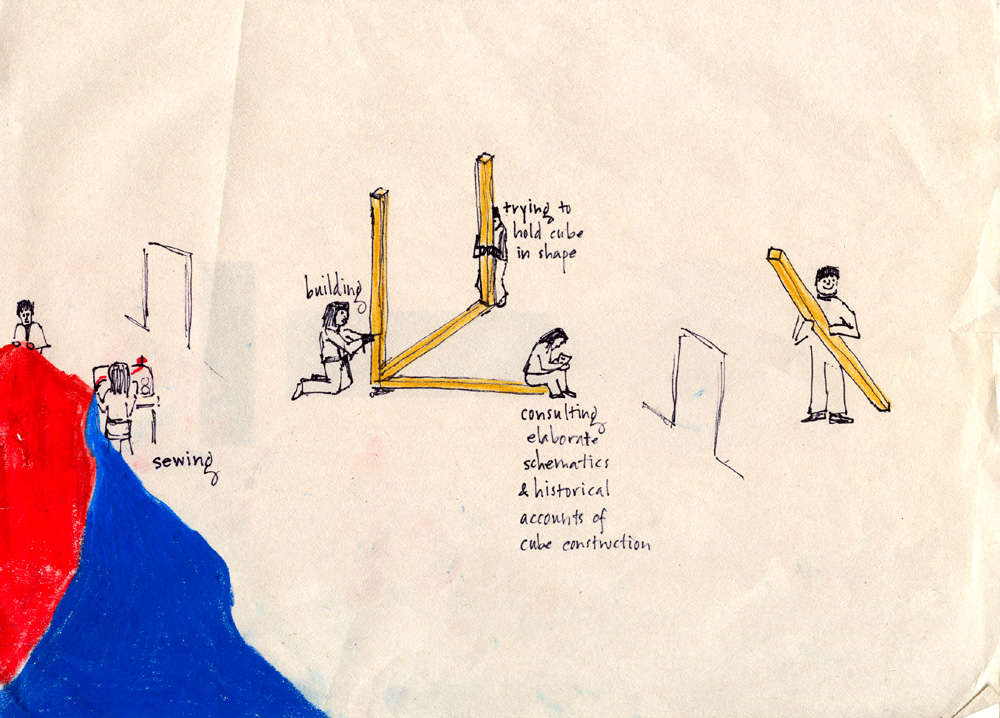 trying to
hold cube
in shape
building
sewing
consulting
elaborate
schematics
& historical
accounts of
cube construction